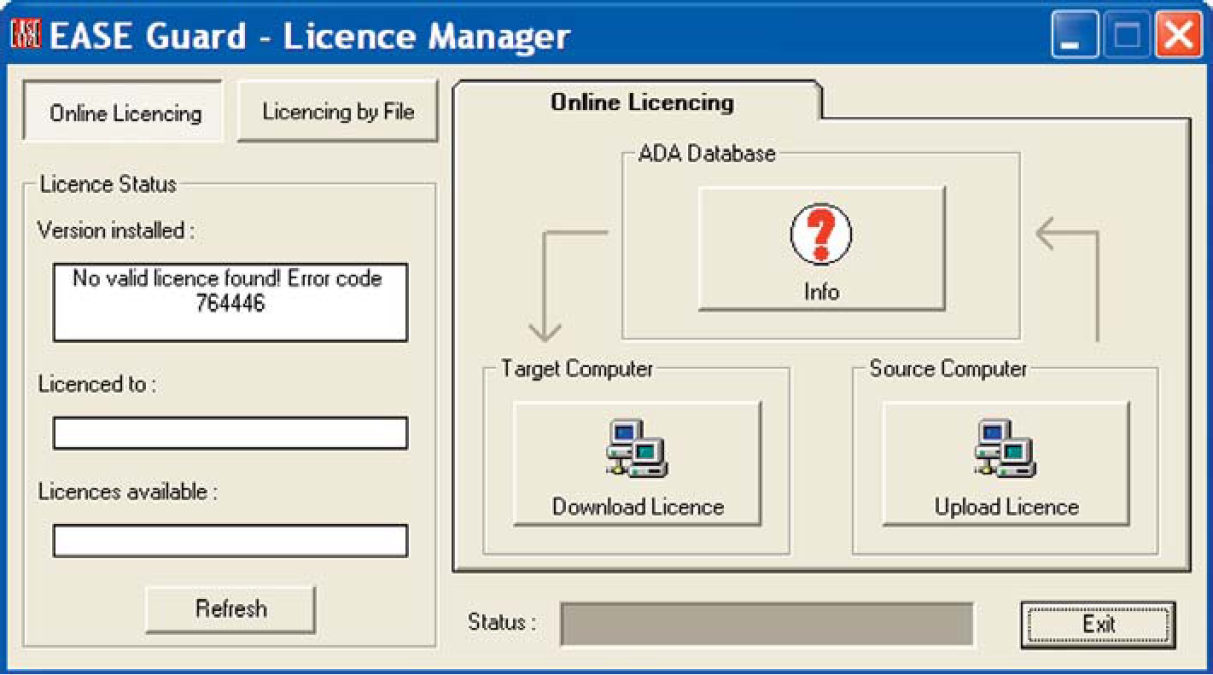 EASE Guard - Licence Manager
Online Licencing
Licencing by File
Licence Status
Version installed :
No valid licence found! Error code
764446
Licenced to :
Licences available :
Refresh
Online Licencing
ADA Database
Info
Target Computer
Download Licence
Source Computer
Upload Licence
Status :
Exit